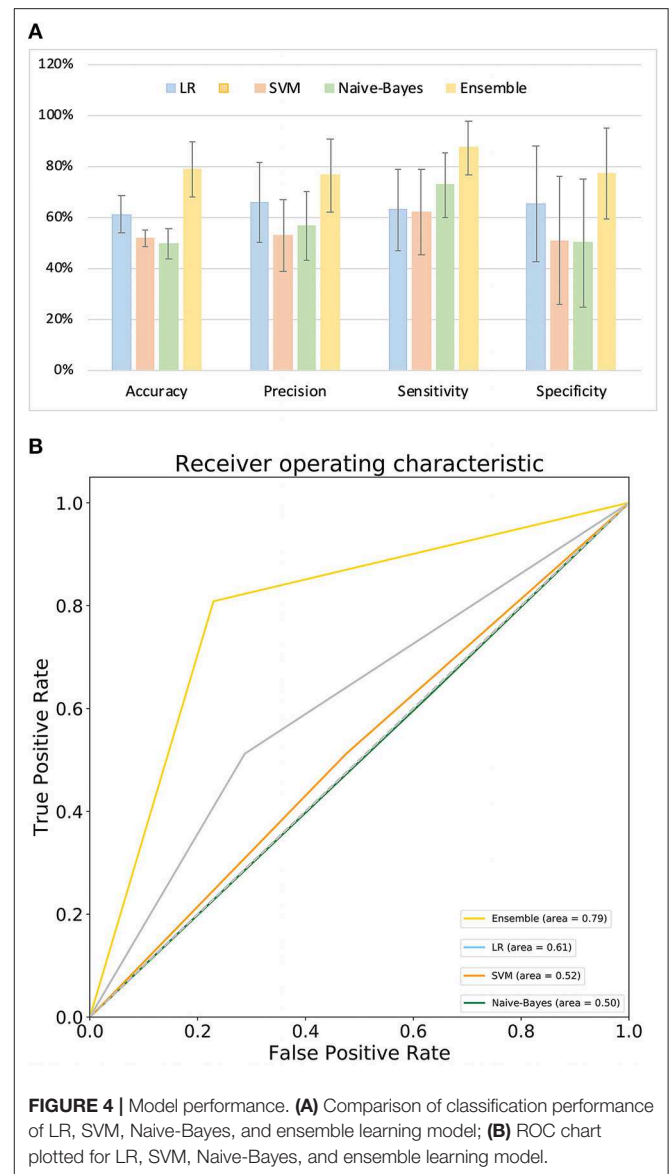 A
120%
100%
80%
60%
40%
20%
0%
LR SVM Naive-Bayes Ensemble
Accuracy Precision Sensitivity Specificity
B
Receiver operating characteristic
True Positive Rate
1.0
0.8
0.6
0.4
0.2
0.0
Ensemble (area = 0.79)
LR (area = 0.61)
SVM (area = 0.52)
Naive-Bayes (area = 0.50)
0.0 0.2 0.4 0.6 0.8 1.0
False Positive Rate
FIGURE 4 | Model performance. (A) Comparison of classification performance
of LR, SVM, Naive-Bayes, and ensemble learning model; (B) ROC chart
plotted for LR, SVM, Naive-Bayes, and ensemble learning model.